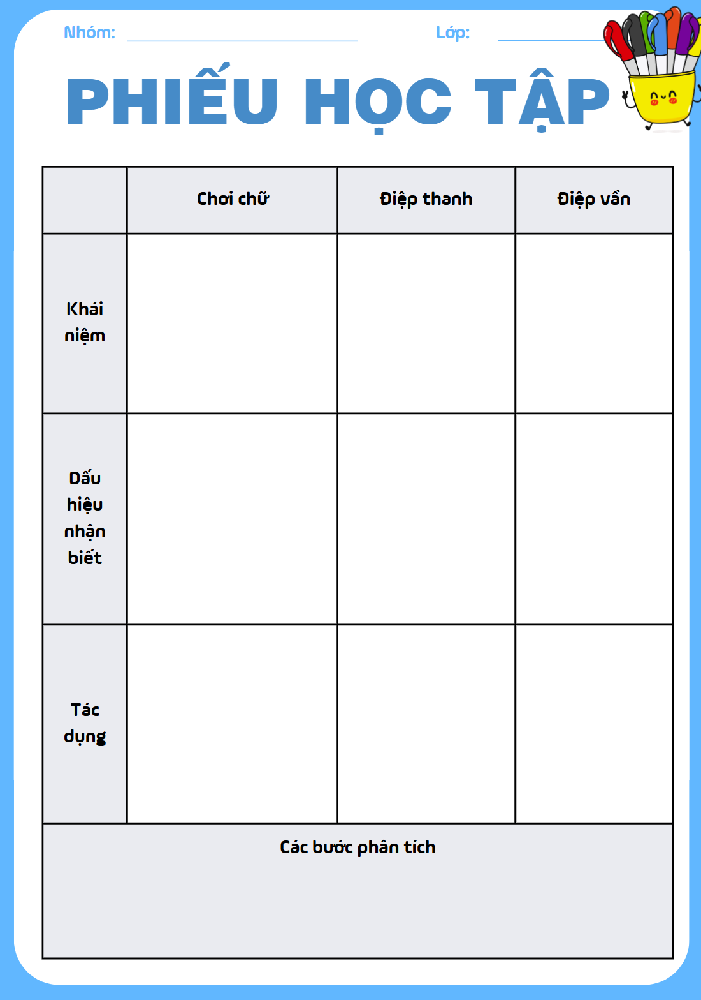 Nhóm: Lớp:
PHIẾU HỌC TẬP
Chơi chữ Điệp thanh Điệp vần
Khái
niệm
Dấu
hiệu
nhận
biết
Tác
dụng
Các bước phân tích